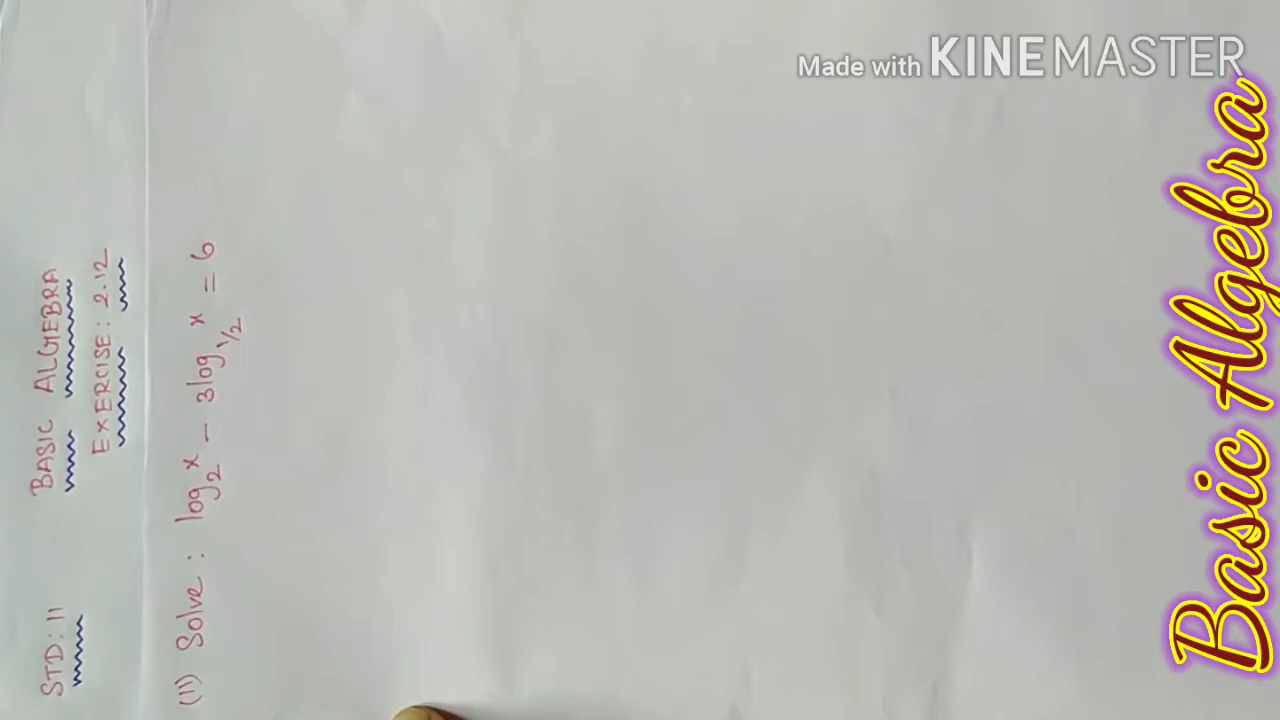 STD: 11 BASIC ALGEBRA
EXERCISE: 2.12
(11) Solve : log₂x - 3log₁/₂x = 6
Made with KINEMASTER
Basic Algebra